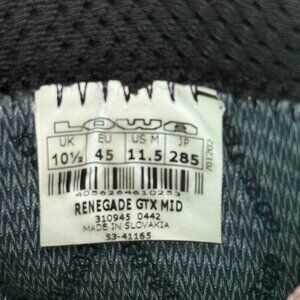 LOWA
UK EU US M JP
10½ 45 11.5 285
4056264610253
RENEGADE GTX MID
310945 0442
MADE IN SLOVAKIA
S3-41165